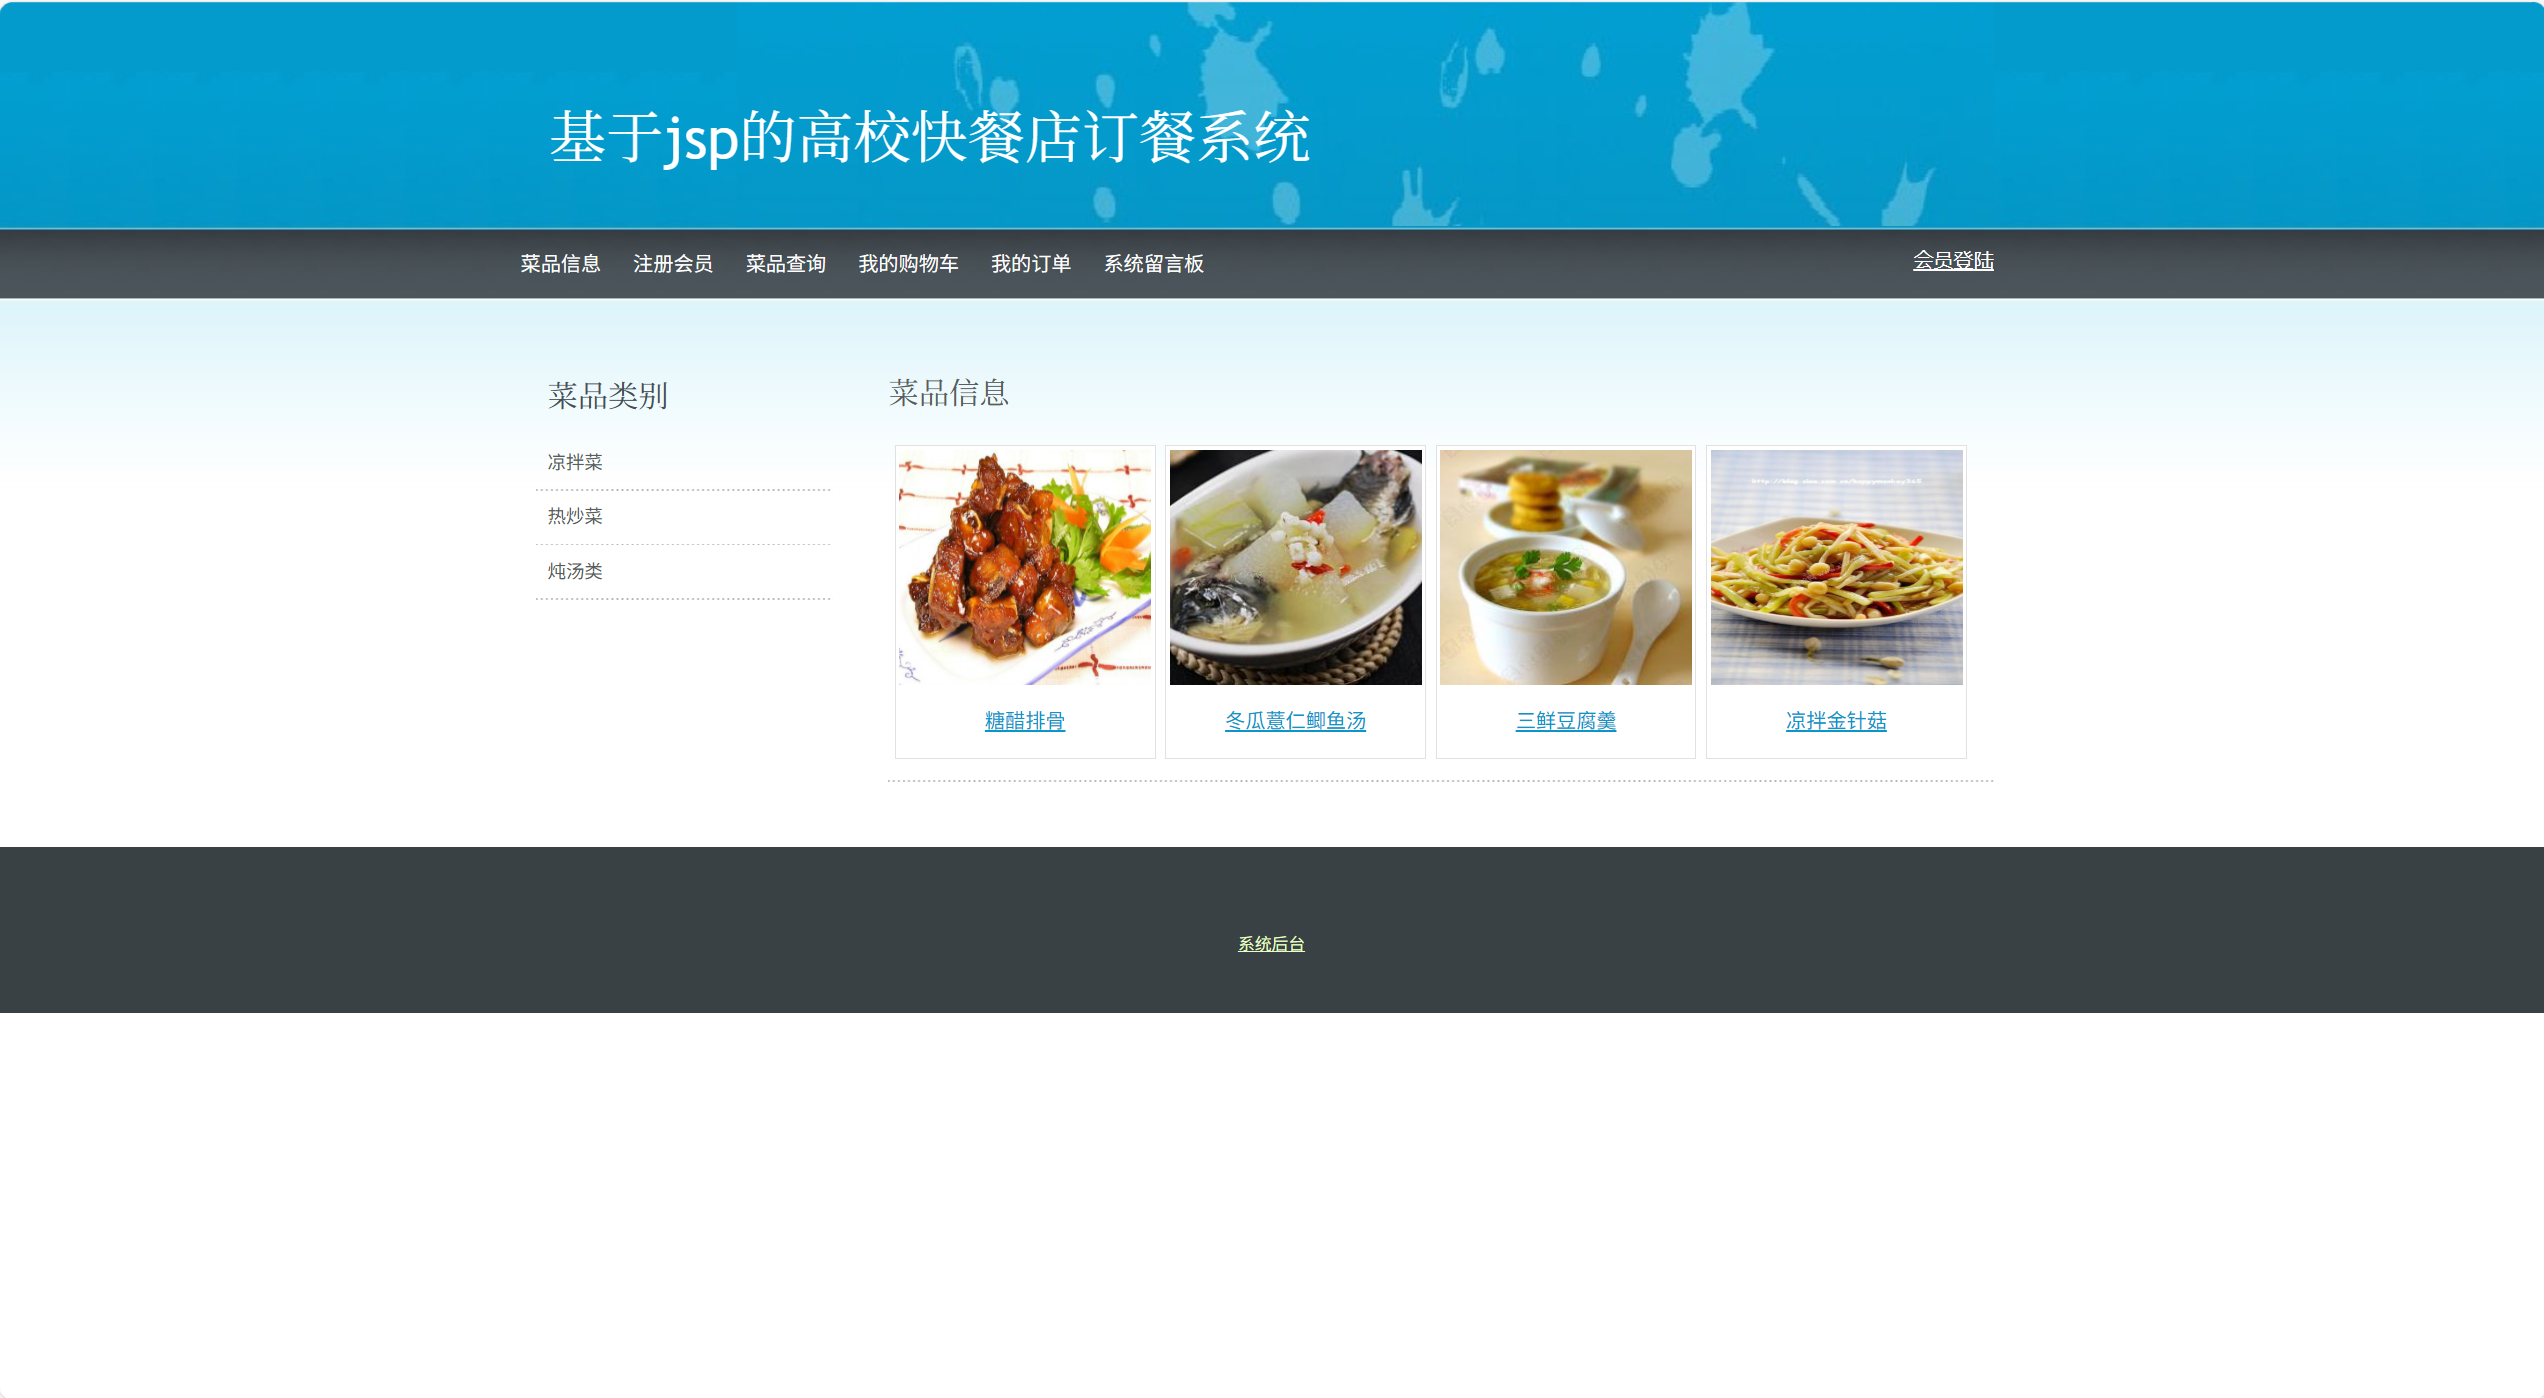 基于jsp的高校快餐店订餐系统
菜品信息 注册会员 菜品查询 我的购物车 我的订单 系统留言板 会员登陆
菜品类别
凉拌菜
热炒菜
炖汤类
菜品信息
糖醋排骨 冬瓜薏仁鲫鱼汤 三鲜豆腐羹 凉拌金针菇
系统后台